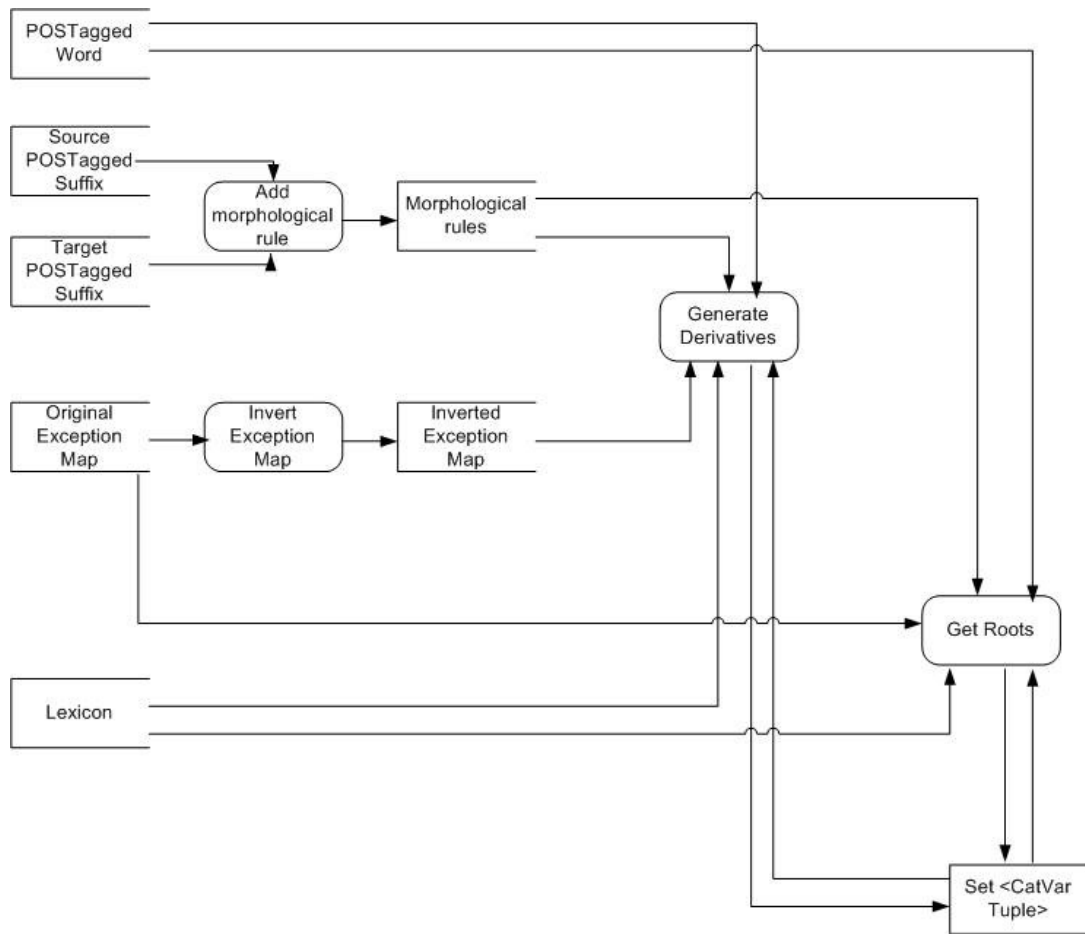 POSTagged
Word
Source
POSTagged
Suffix
Add
morphological
rule
Morphological
rules
Target
POSTagged
Suffix
Generate
Derivatives
Original
Exception
Map
Invert
Exception
Map
Inverted
Exception
Map
Get Roots
Lexicon
Set <CatVar
Tuple>